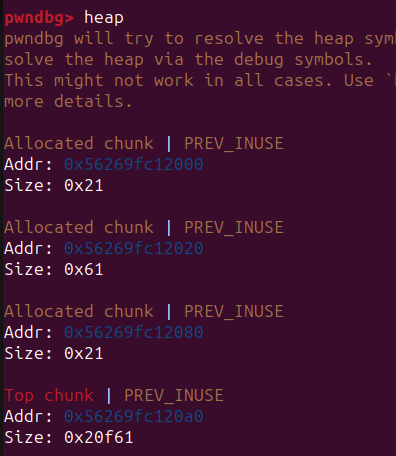 pwndbg> heap
pwndbg will try to resolve the heap sym
solve the heap via the debug symbols.
This might not work in all cases. Use `
more details.
Allocated chunk | PREV_INUSE
Addr: 0x56269fc12000
Size: 0x21
Allocated chunk | PREV_INUSE
Addr: 0x56269fc12020
Size: 0x61
Allocated chunk | PREV_INUSE
Addr: 0x56269fc12080
Size: 0x21
Top chunk | PREV_INUSE
Addr: 0x56269fc120a0
Size: 0x20f61